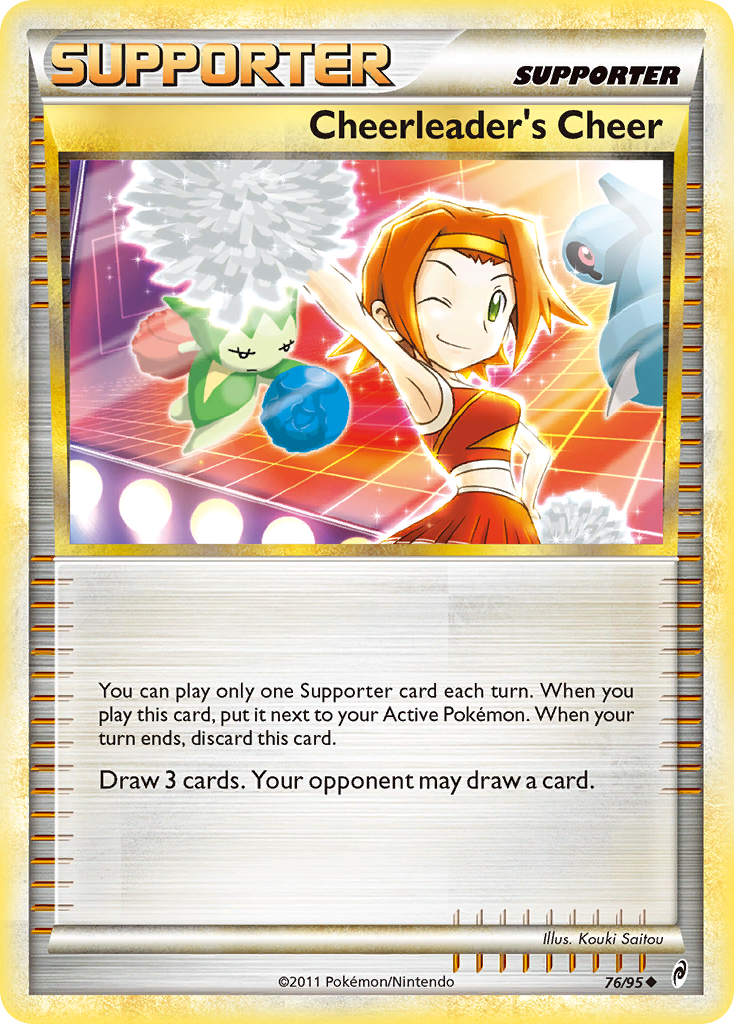 SUPPORTER
SUPPORTER
Cheerleader's Cheer
You can play only one Supporter card each turn. When you
play this card, put it next to your Active Pokémon. When your
turn ends, discard this card.
Draw 3 cards. Your opponent may draw a card.
Illus. Kouki Saitou
©2011 Pokémon/Nintendo
76/95